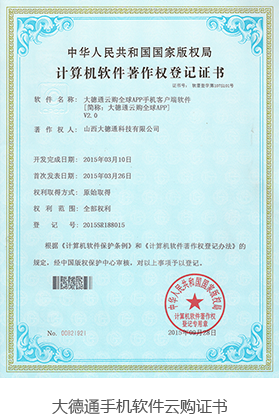 中华人民共和国国家版权局
计算机软件著作权登记证书
证书号: 软著登字第1075101号
软件名称: 大德通云购全球APP手机客户端软件
[简称: 大德通云购全球APP]
V2.0
著作权人: 山西大德通科技有限公司
开发完成日期: 2015年03月10日
首次发表日期: 2015年03月26日
权利取得方式: 原始取得
权利范围: 全部权利
登记号: 2015SR188015
根据《计算机软件保护条例》和《计算机软件著作权登记办法》的
规定, 经中国版权保护中心审核, 对以上事项予以登记。
中华人民共和国国家版权局
计算机软件著作权
登记专用章
2015年09月28日
No. 00821921
大德通手机软件云购证书